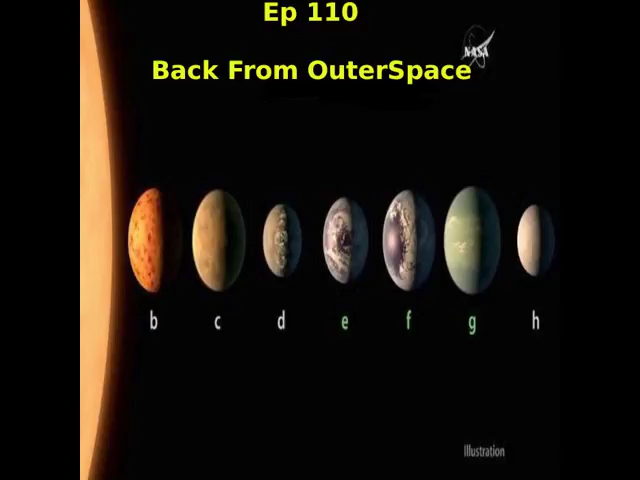 Ep 110
NASA
Back From OuterSpace
b c d e f g h
Illustration